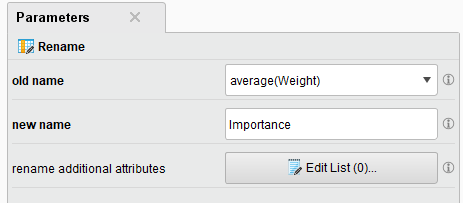 Parameters
Rename
old name average(Weight)
new name Importance
rename additional attributes Edit List (0)...